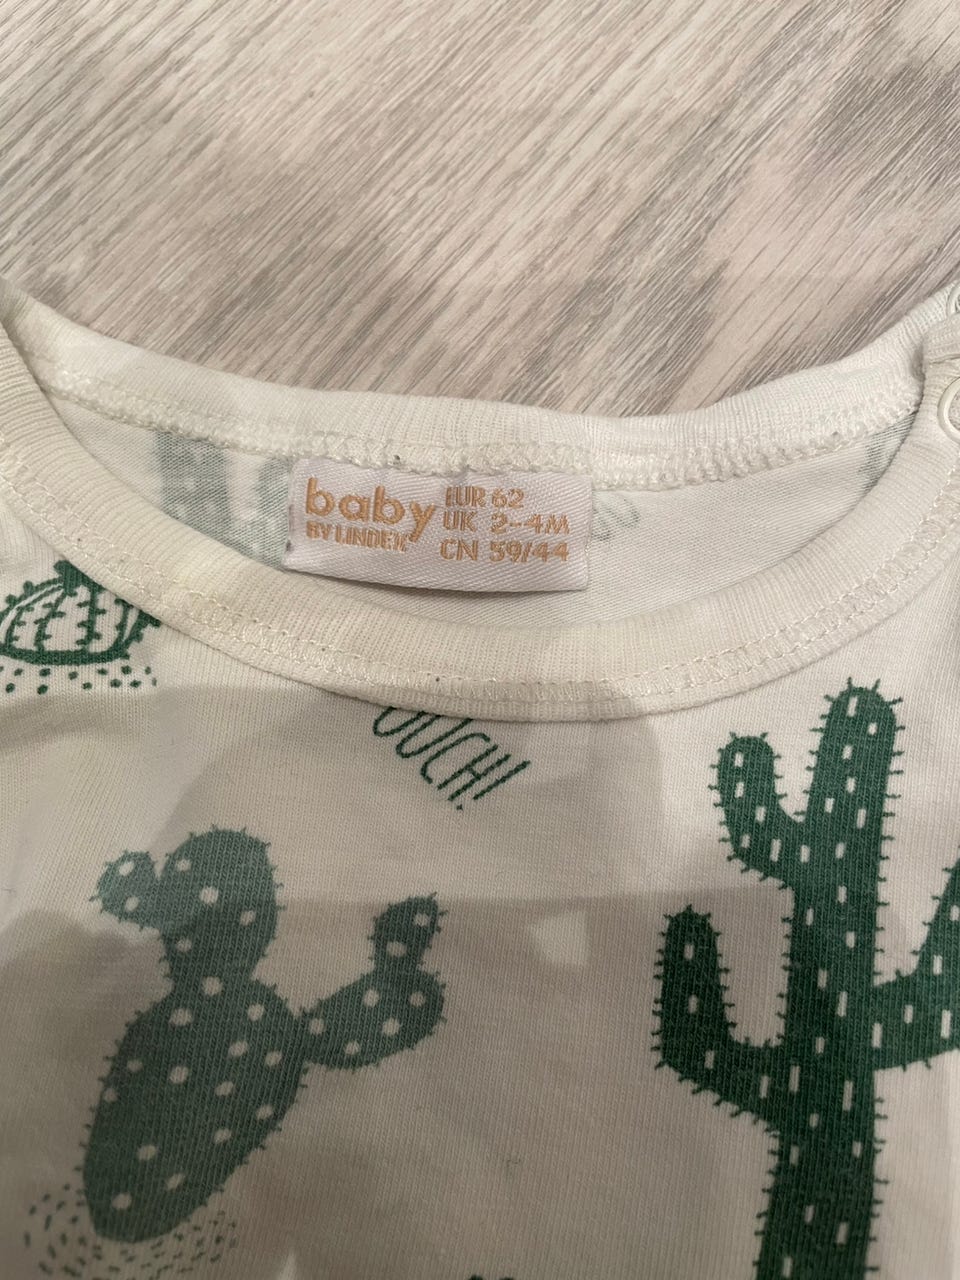 baby
BY LINDEX
EUR 62
UK 2-4M
CN 59/44
OUCH!